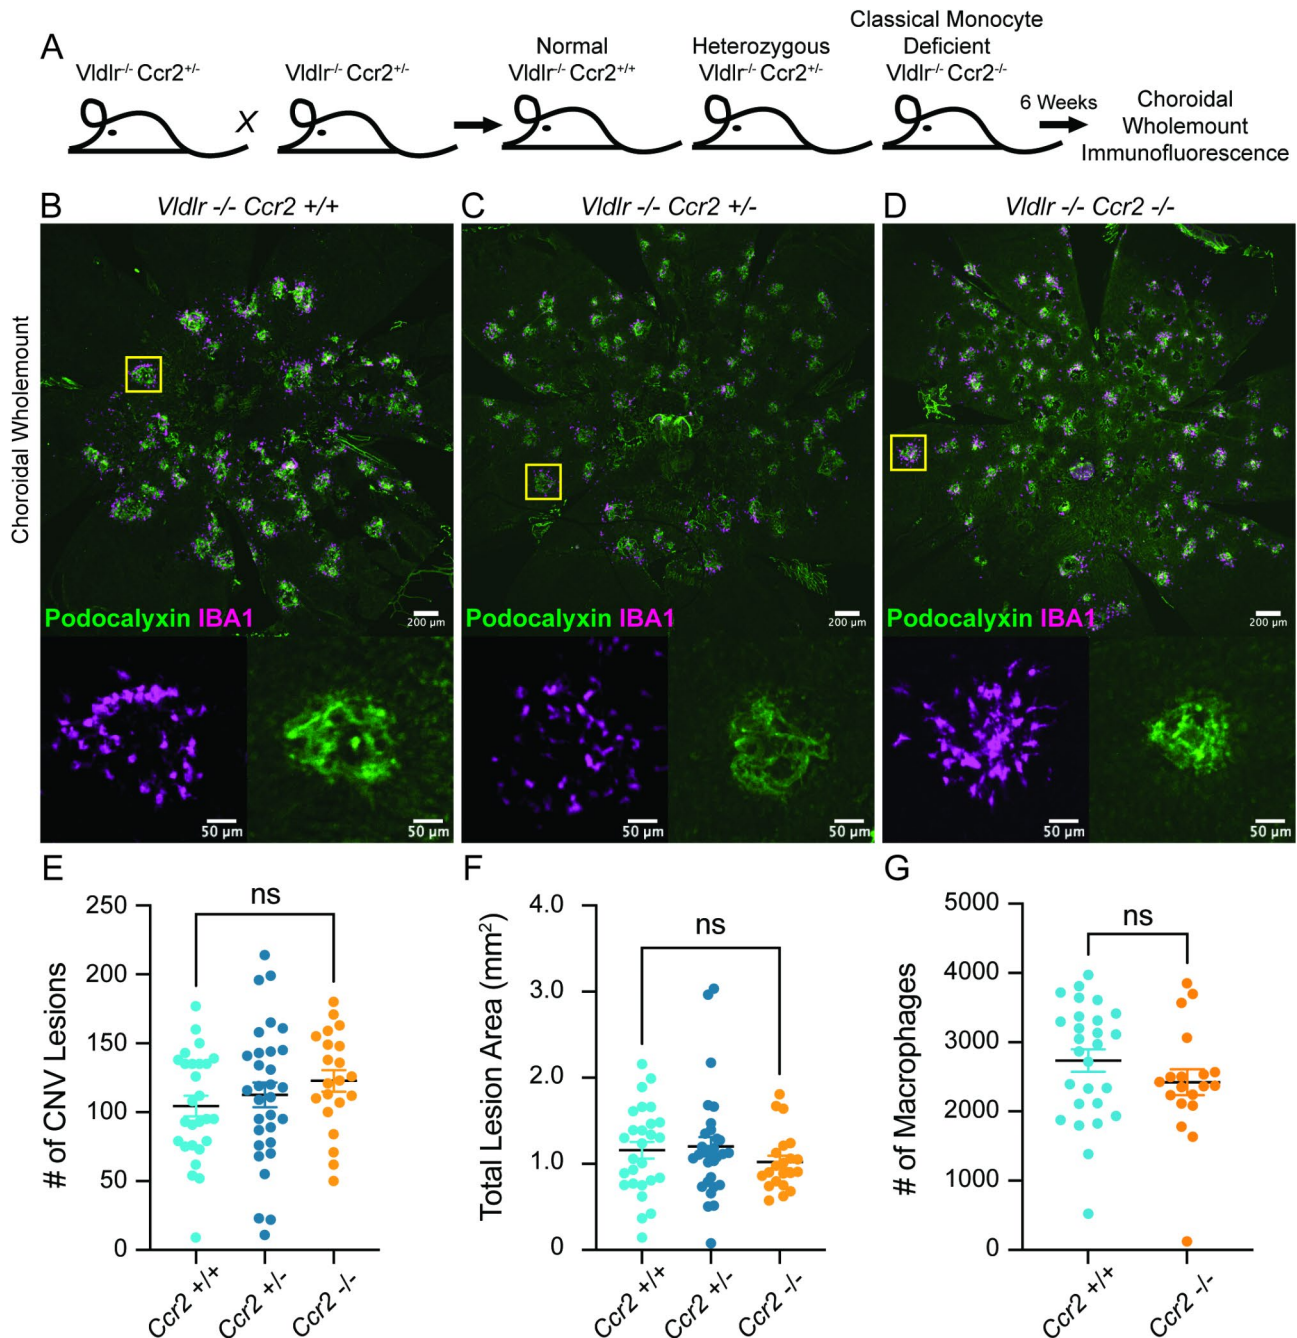 A
Vldlr-/- Ccr2+/-
X
Vldlr-/- Ccr2+/-
Normal
Vldlr-/- Ccr2+/+
Heterozygous
Vldlr-/- Ccr2+/-
Classical Monocyte
Deficient
Vldlr-/- Ccr2-/-
6 Weeks
Choroidal
Wholemount
Immunofluorescence
B
Vldlr -/- Ccr2 +/+
C
Vldlr -/- Ccr2 +/-
D
Vldlr -/- Ccr2 -/-
Choroidal Wholemount
Podocalyxin IBA1
200 µm
Podocalyxin IBA1
200 µm
Podocalyxin IBA1
200 µm
50 µm
50 µm
50 µm
50 µm
50 µm
50 µm
E
ns
# of CNV Lesions
250
200
150
100
50
0
Ccr2 +/+
Ccr2 +/-
Ccr2 -/-
F
ns
Total Lesion Area (mm²)
4.0
3.0
2.0
1.0
0
Ccr2 +/+
Ccr2 +/-
Ccr2 -/-
G
ns
# of Macrophages
5000
4000
3000
2000
1000
0
Ccr2 +/+
Ccr2 -/-